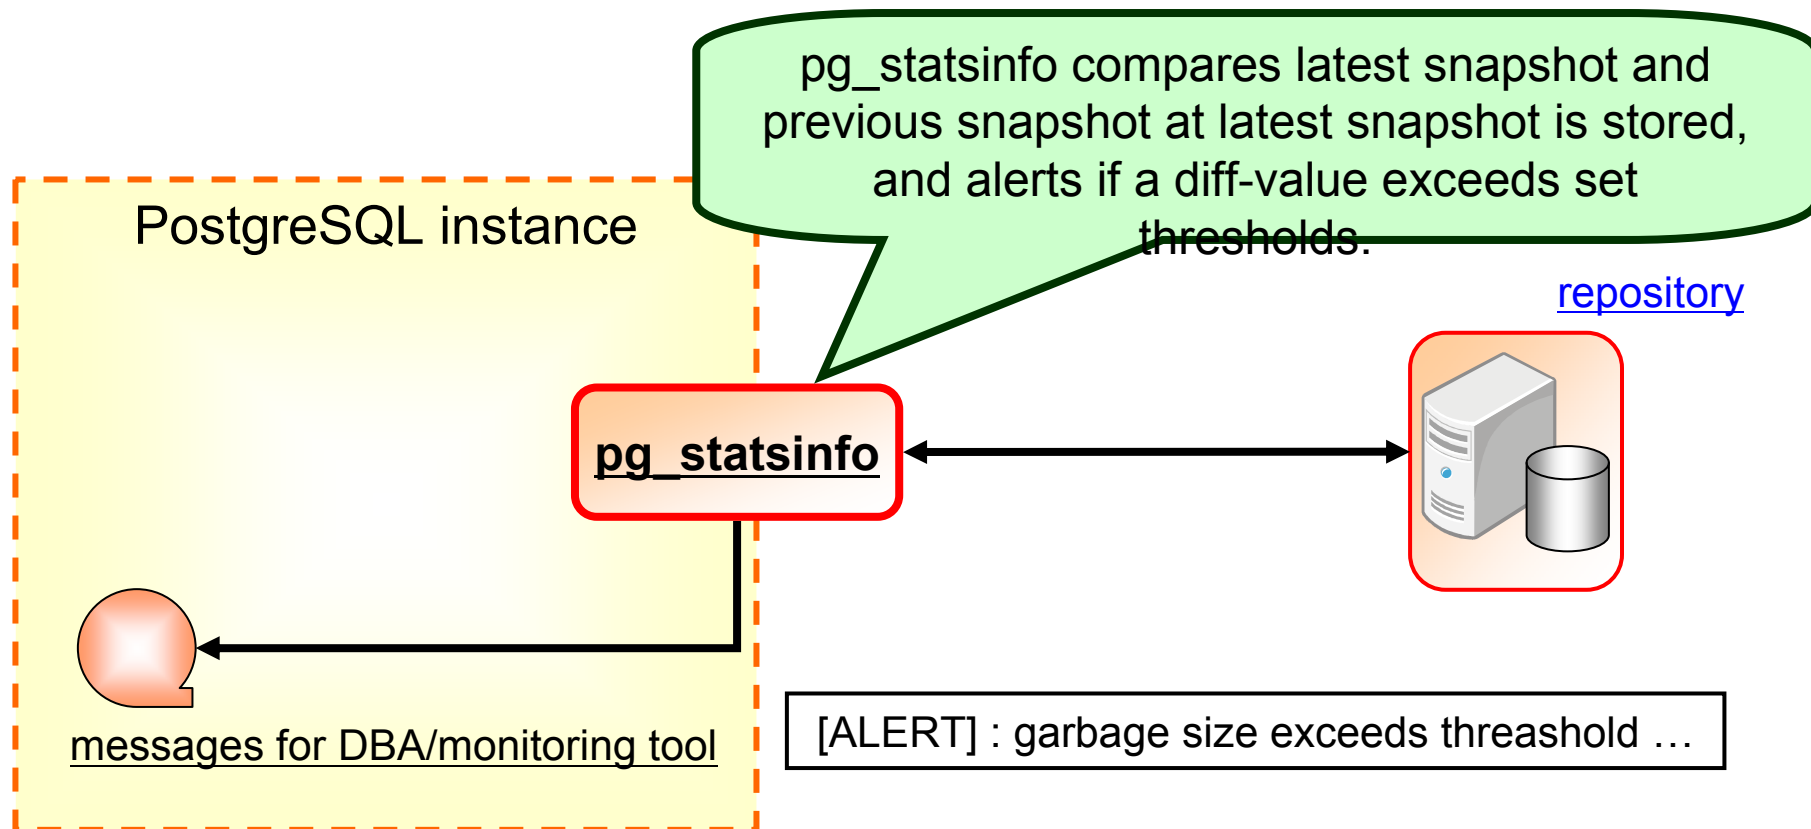 pg_statsinfo compares latest snapshot and
previous snapshot at latest snapshot is stored,
and alerts if a diff-value exceeds set
thresholds.
PostgreSQL instance
repository
pg_statsinfo
messages for DBA/monitoring tool
[ALERT] : garbage size exceeds threashold …